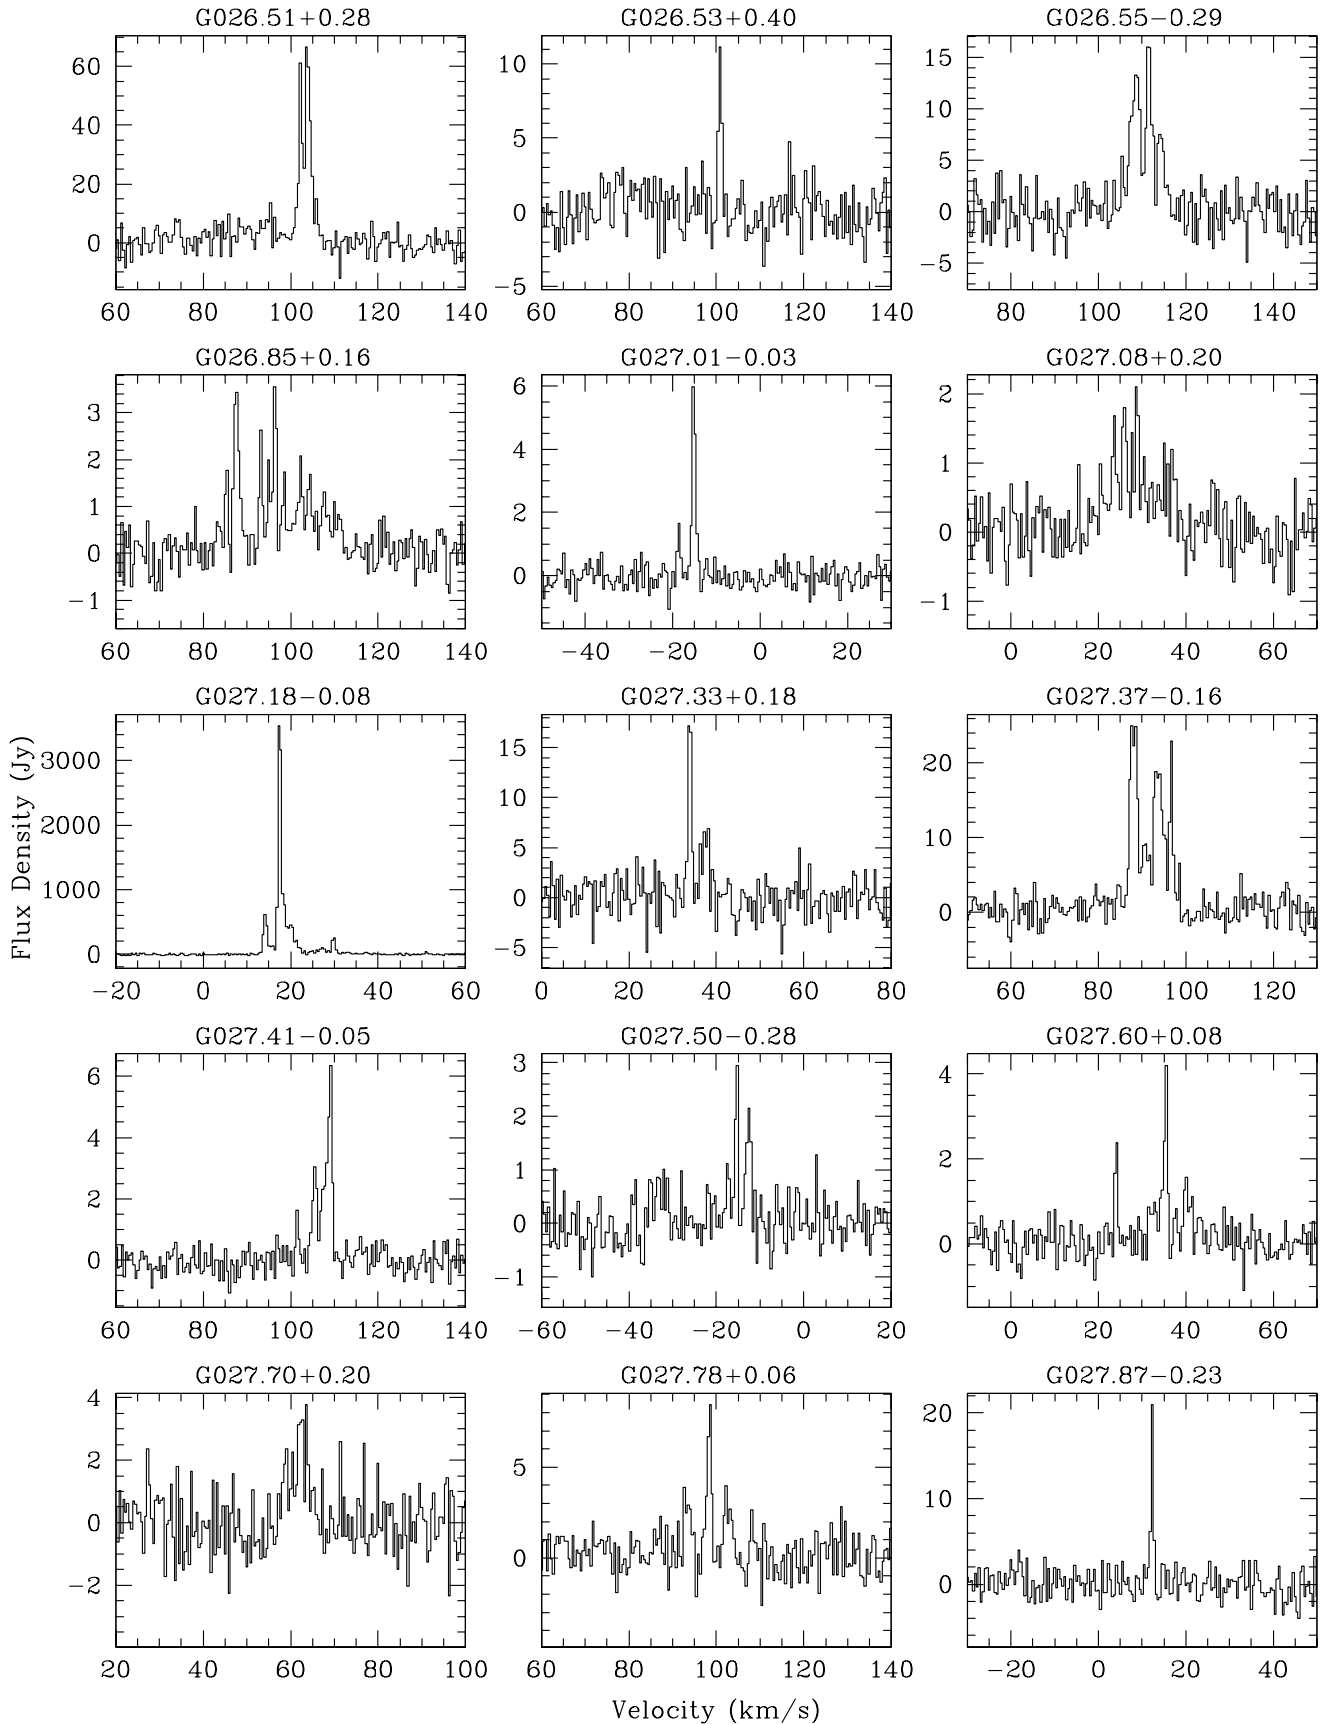 G026.51+0.28 G026.53+0.40 G026.55−0.29
60 40 20 0
10 5 0 −5
15 10 5 0 −5
60 80 100 120 140 60 80 100 120 140 80 100 120 140
G026.85+0.16 G027.01−0.03 G027.08+0.20
3 2 1 0 −1
6 4 2 0
2 1 0 −1
60 80 100 120 140 −40 −20 0 20 0 20 40 60
G027.18−0.08 G027.33+0.18 G027.37−0.16
Flux Density (Jy)
3000 2000 1000 0
15 10 5 0 −5
20 10 0
−20 0 20 40 60 0 20 40 60 80 60 80 100 120
G027.41−0.05 G027.50−0.28 G027.60+0.08
6 4 2 0
3 2 1 0 −1
4 2 0
60 80 100 120 140 −60 −40 −20 0 20 0 20 40 60
G027.70+0.20 G027.78+0.06 G027.87−0.23
4 2 0 −2
5 0
20 10 0
20 40 60 80 100 60 80 100 120 140 −20 0 20 40
Velocity (km/s)